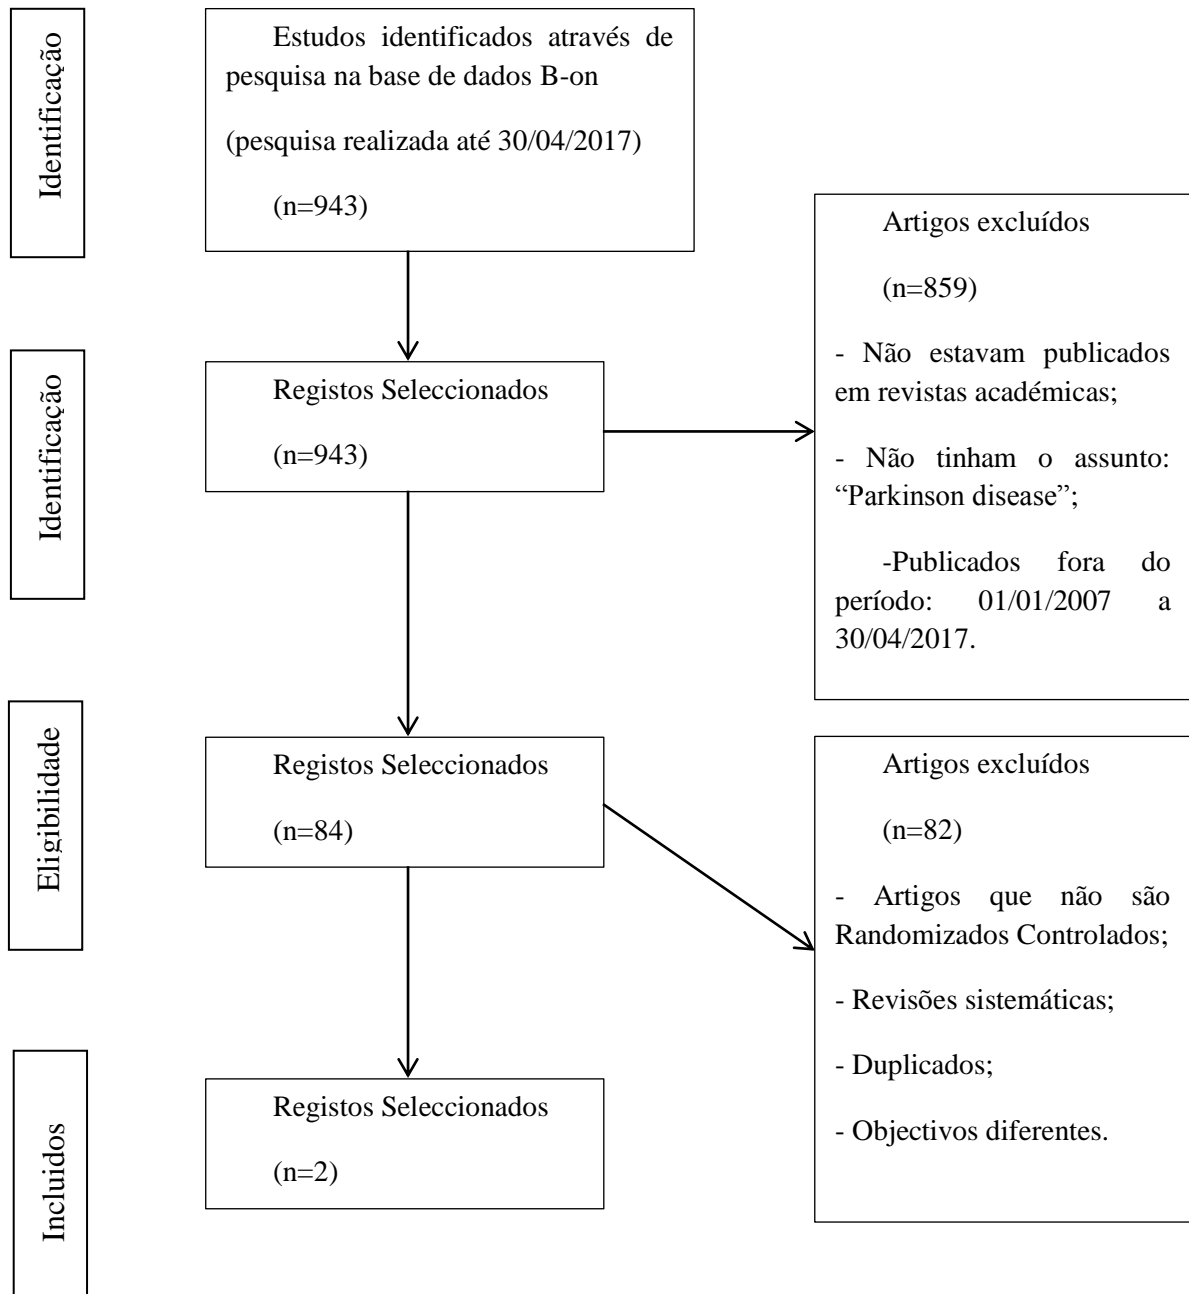 Identificação
Estudos identificados através de
pesquisa na base de dados B-on
(pesquisa realizada até 30/04/2017)
(n=943)
Identificação
Registos Seleccionados
(n=943)
Artigos excluídos
(n=859)
- Não estavam publicados
em revistas académicas;
- Não tinham o assunto:
“Parkinson disease”;
-Publicados fora do
período: 01/01/2007 a
30/04/2017.
Eligibilidade
Registos Seleccionados
(n=84)
Artigos excluídos
(n=82)
- Artigos que não são
Randomizados Controlados;
- Revisões sistemáticas;
- Duplicados;
- Objectivos diferentes.
Incluidos
Registos Seleccionados
(n=2)